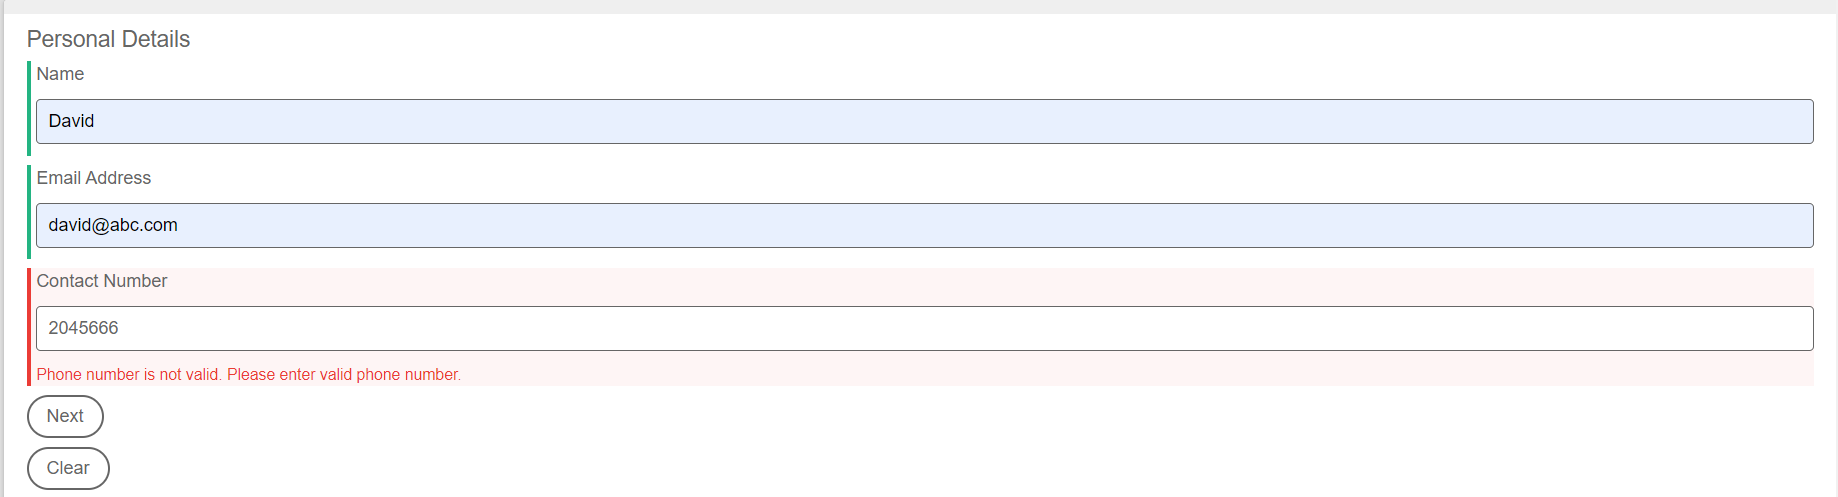 Personal Details
Name
David
Email Address
david@abc.com
Contact Number
2045666
Phone number is not valid. Please enter valid phone number.
Next
Clear